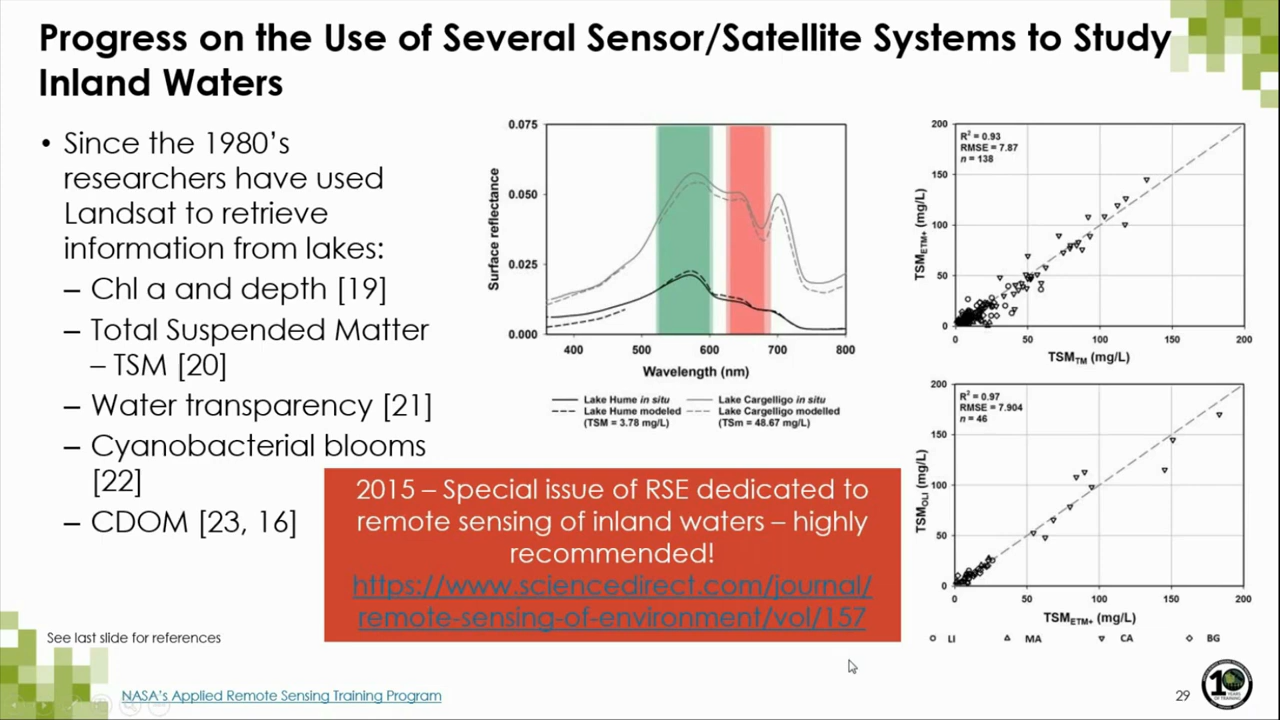 Progress on the Use of Several Sensor/Satellite Systems to Study
Inland Waters
• Since the 1980's
researchers have used
Landsat to retrieve
information from lakes:
– Chl a and depth [19]
– Total Suspended Matter
– TSM [20]
– Water transparency [21]
– Cyanobacterial blooms
[22]
– CDOM [23, 16]
0.075
0.050
0.025
0.000
Surface reflectance
400 500 600 700 800
Wavelength (nm)
Lake Hume in situ
Lake Hume modeled
(TSM = 3.78 mg/L)
Lake Cargelligo in situ
Lake Cargelligo modelled
(TSm = 48.67 mg/L)
200
150
100
50
0
R² = 0.93
RMSE = 7.87
n = 138
TSM ETM+ (mg/L)
0 50 100 150 200
TSM TM (mg/L)
200
150
100
50
0
R² = 0.97
RMSE = 7.904
n = 46
TSM OLI (mg/L)
0 50 100 150 200
TSM ETM+ (mg/L)
LI MA CA BG
2015 – Special issue of RSE dedicated to
remote sensing of inland waters – highly
recommended!
https://www.sciencedirect.com/journal/
remote-sensing-of-environment/vol/157
See last slide for references
NASA's Applied Remote Sensing Training Program
29